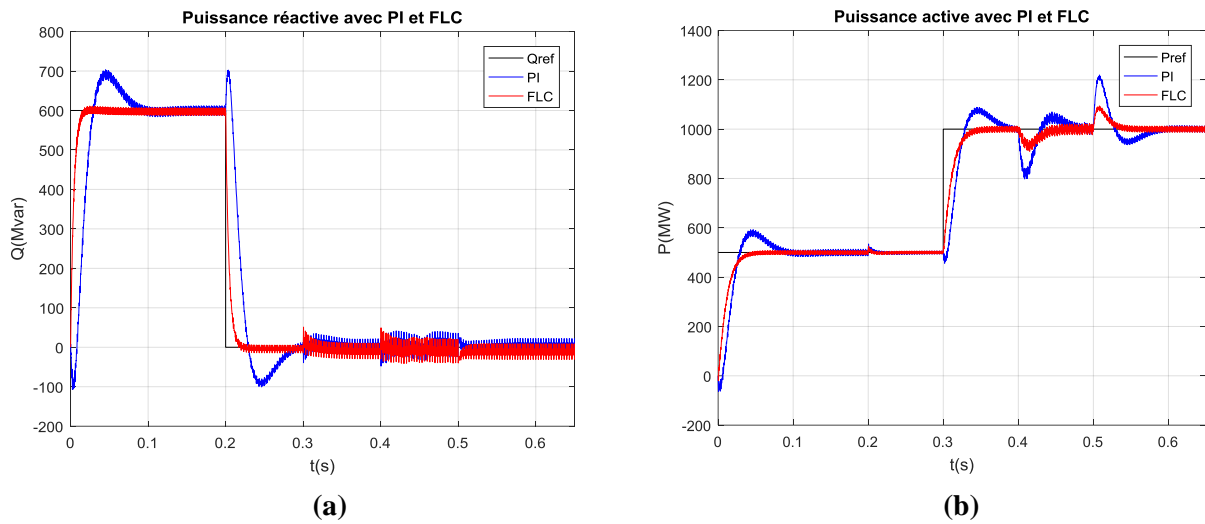 Puissance réactive avec PI et FLC
800
700
600
500
400
300
200
100
0
-100
-200
Q(Mvar)
Qref
PI
FLC
0 0.1 0.2 0.3 0.4 0.5 0.6
t(s)
(a)
Puissance active avec PI et FLC
1400
1200
1000
800
600
400
200
0
-200
P(MW)
Pref
PI
FLC
0 0.1 0.2 0.3 0.4 0.5 0.6
t(s)
(b)